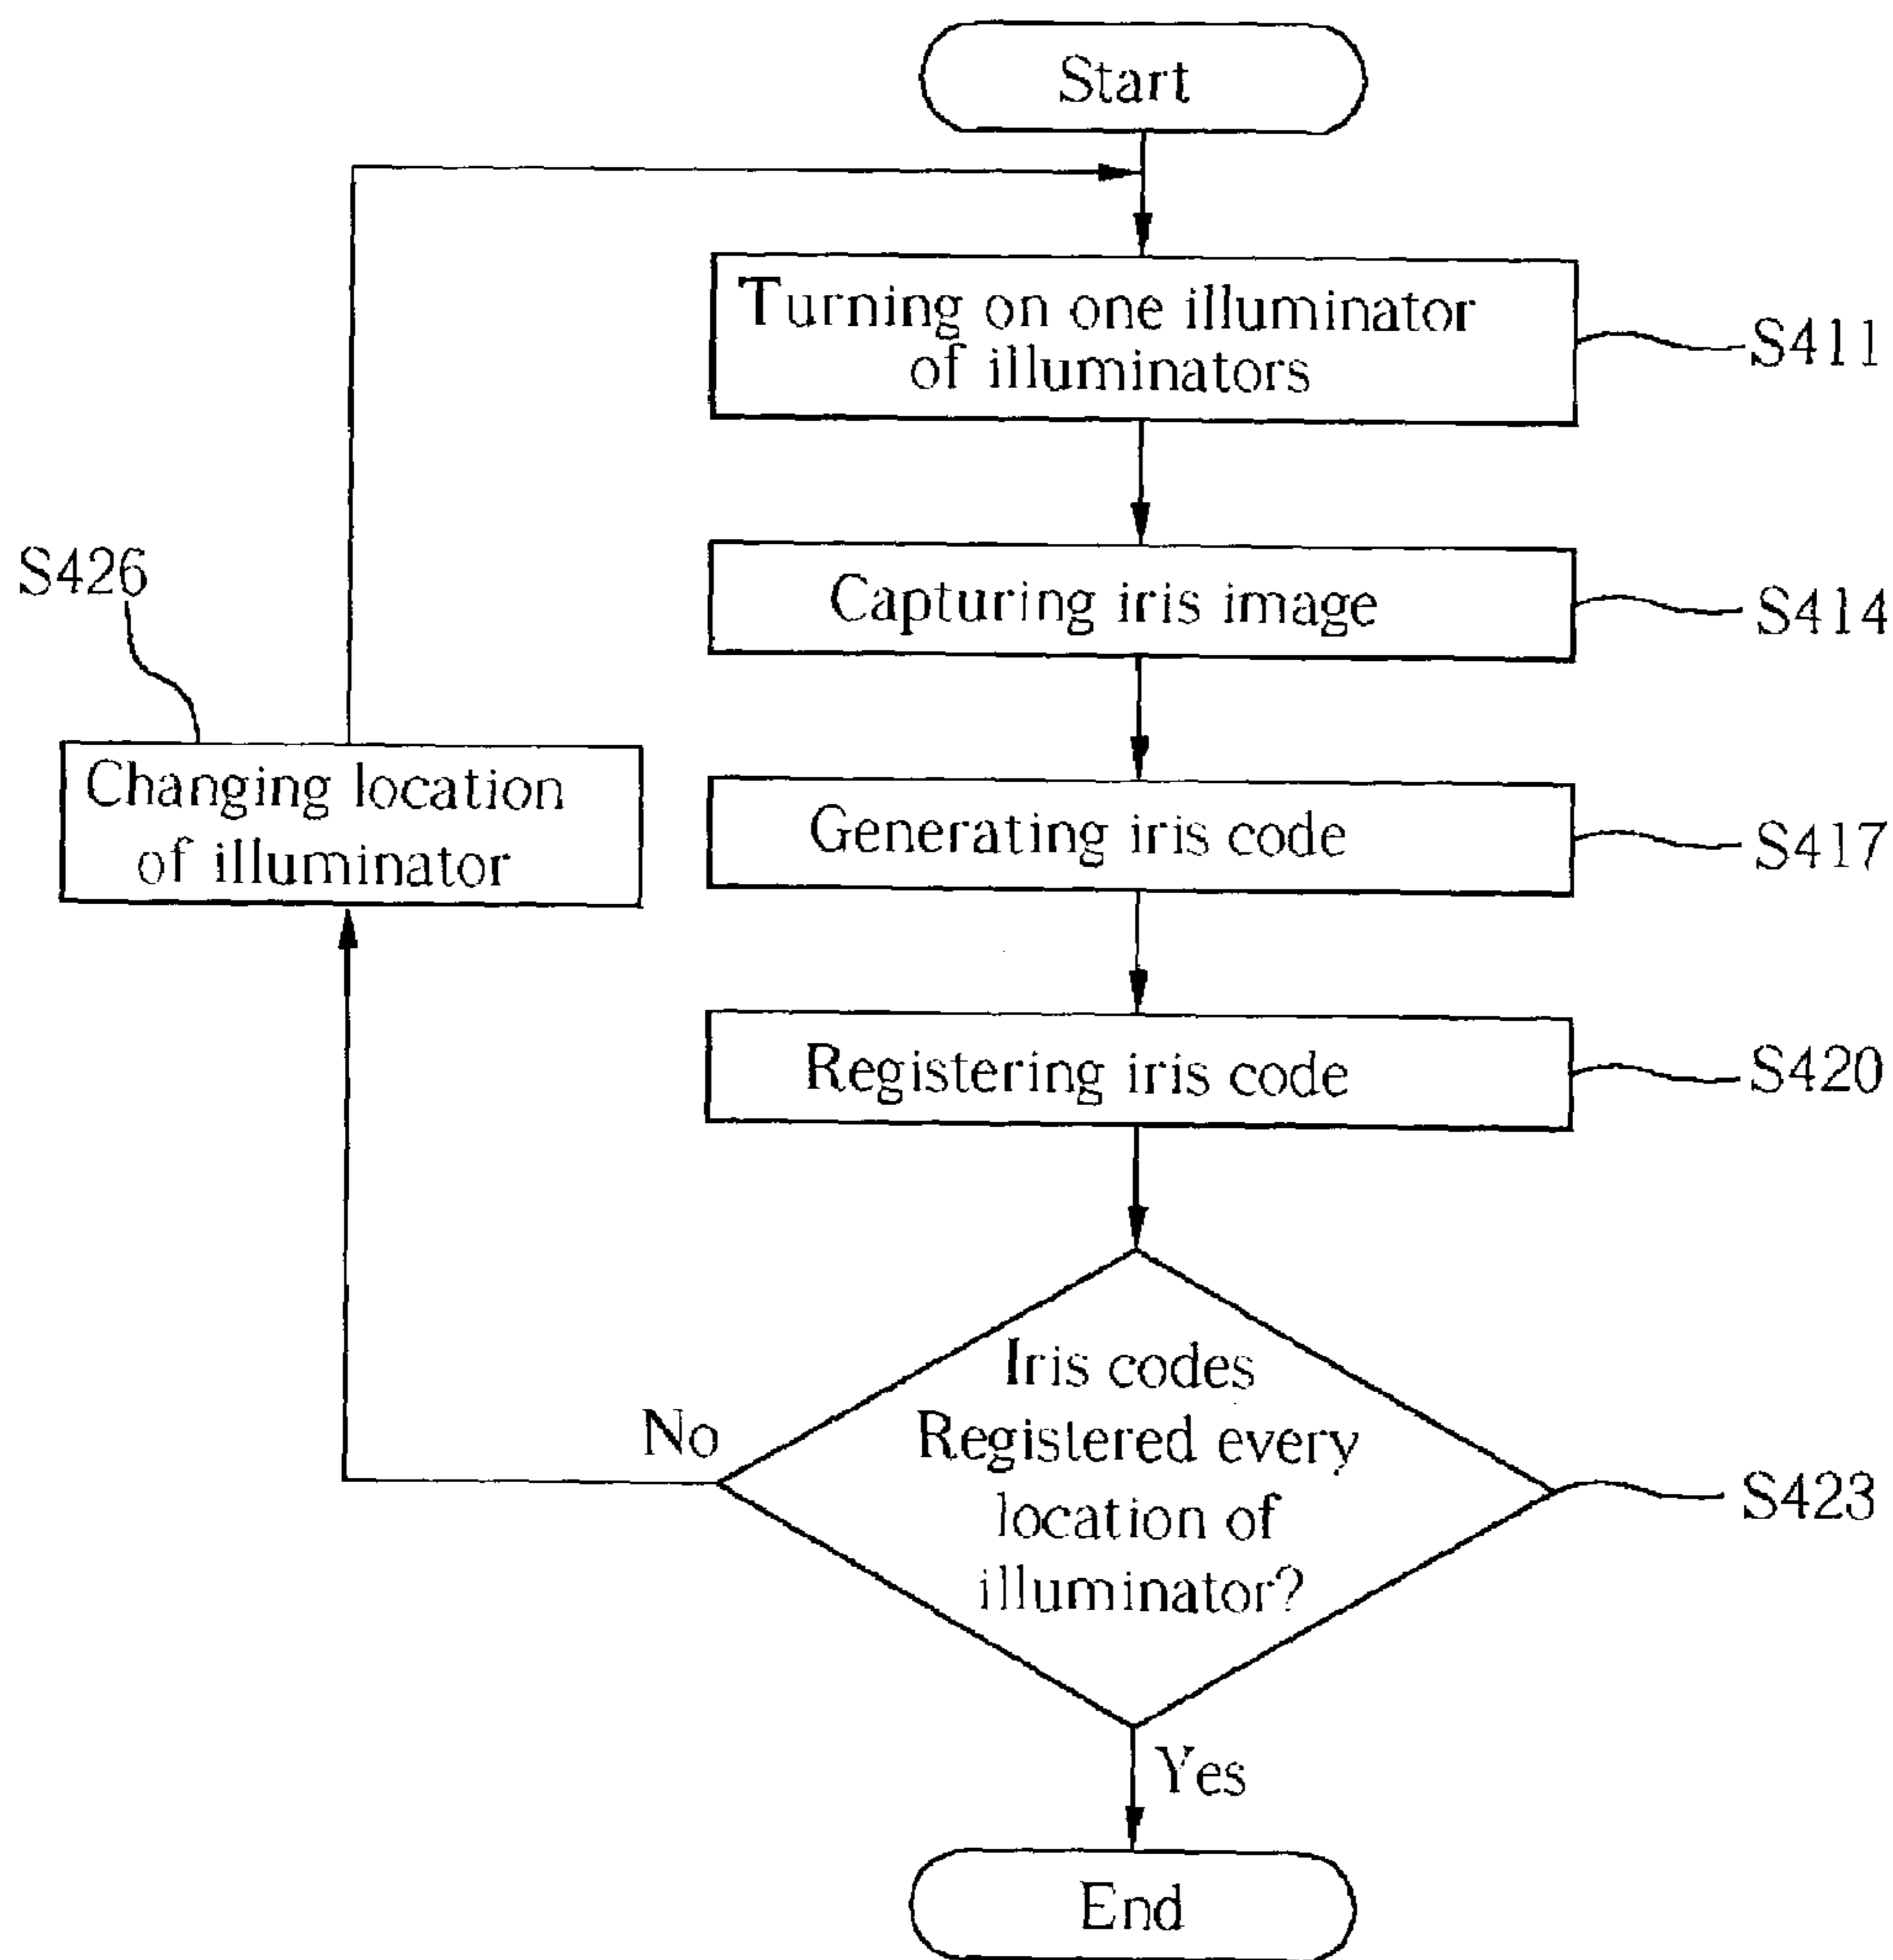 Start
Turning on one illuminator
of illuminators
S411
Capturing iris image
S414
S426
Changing location
of illuminator
Generating iris code
S417
Registering iris code
S420
Iris codes
Registered every
location of
illuminator?
No
S423
Yes
End